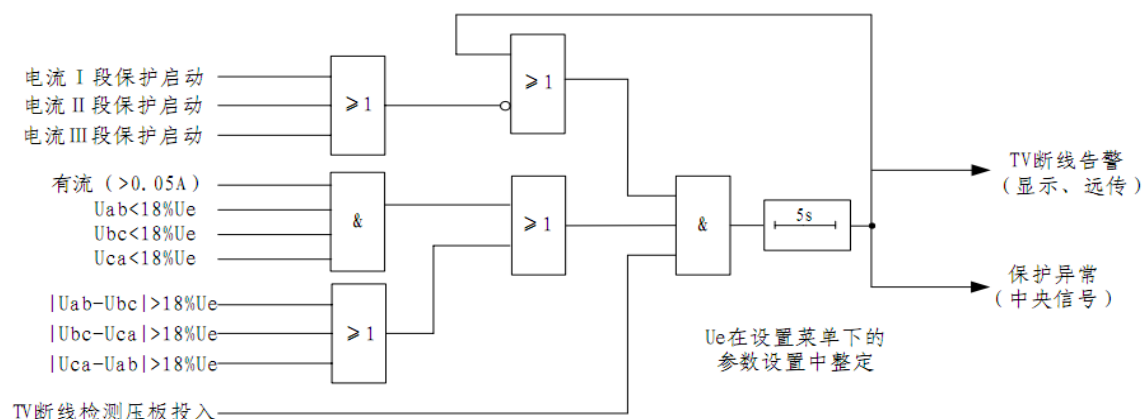 电流Ⅰ段保护启动
电流Ⅱ段保护启动
电流Ⅲ段保护启动
≥1
≥1
有流（>0.05A）
Uab<18%Ue
Ubc<18%Ue
Uca<18%Ue
&
≥1
&
5s
|Uab-Ubc|>18%Ue
|Ubc-Uca|>18%Ue
|Uca-Uab|>18%Ue
≥1
TV断线检测压板投入
TV断线告警
（显示、远传）
保护异常
（中央信号）
Ue在设置菜单下的
参数设置中整定